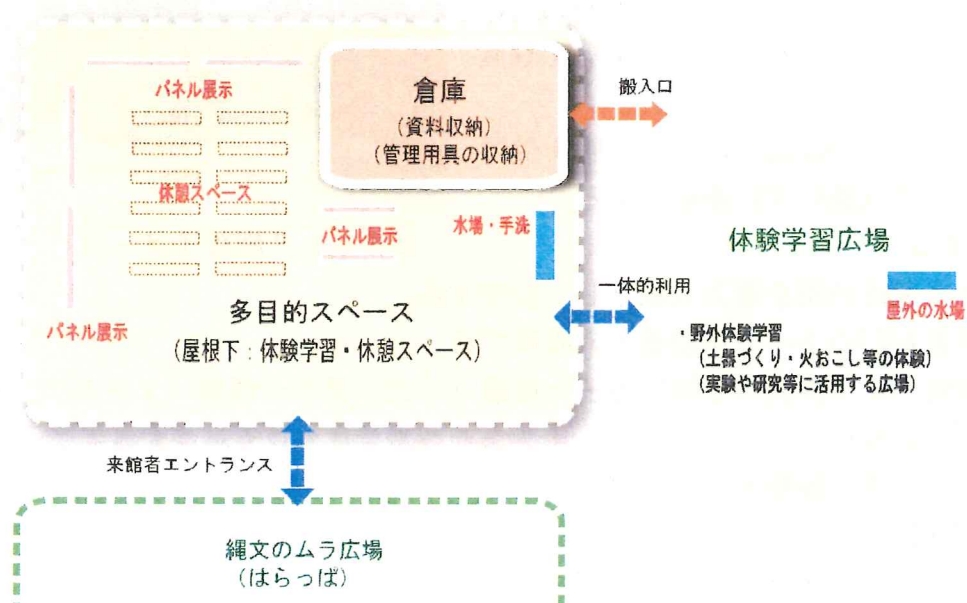 パネル展示
倉庫
(資料収納)
(管理用具の収納)
搬入口
休憩スペース
パネル展示
水場・手洗
体験学習広場
一体的利用
屋外の水場
多目的スペース
(屋根下:体験学習・休憩スペース)
パネル展示
・野外体験学習
(土器づくり・火おこし等の体験)
(実験や研究等に活用する広場)
来館者エントランス
縄文のムラ広場
(はらっぱ)